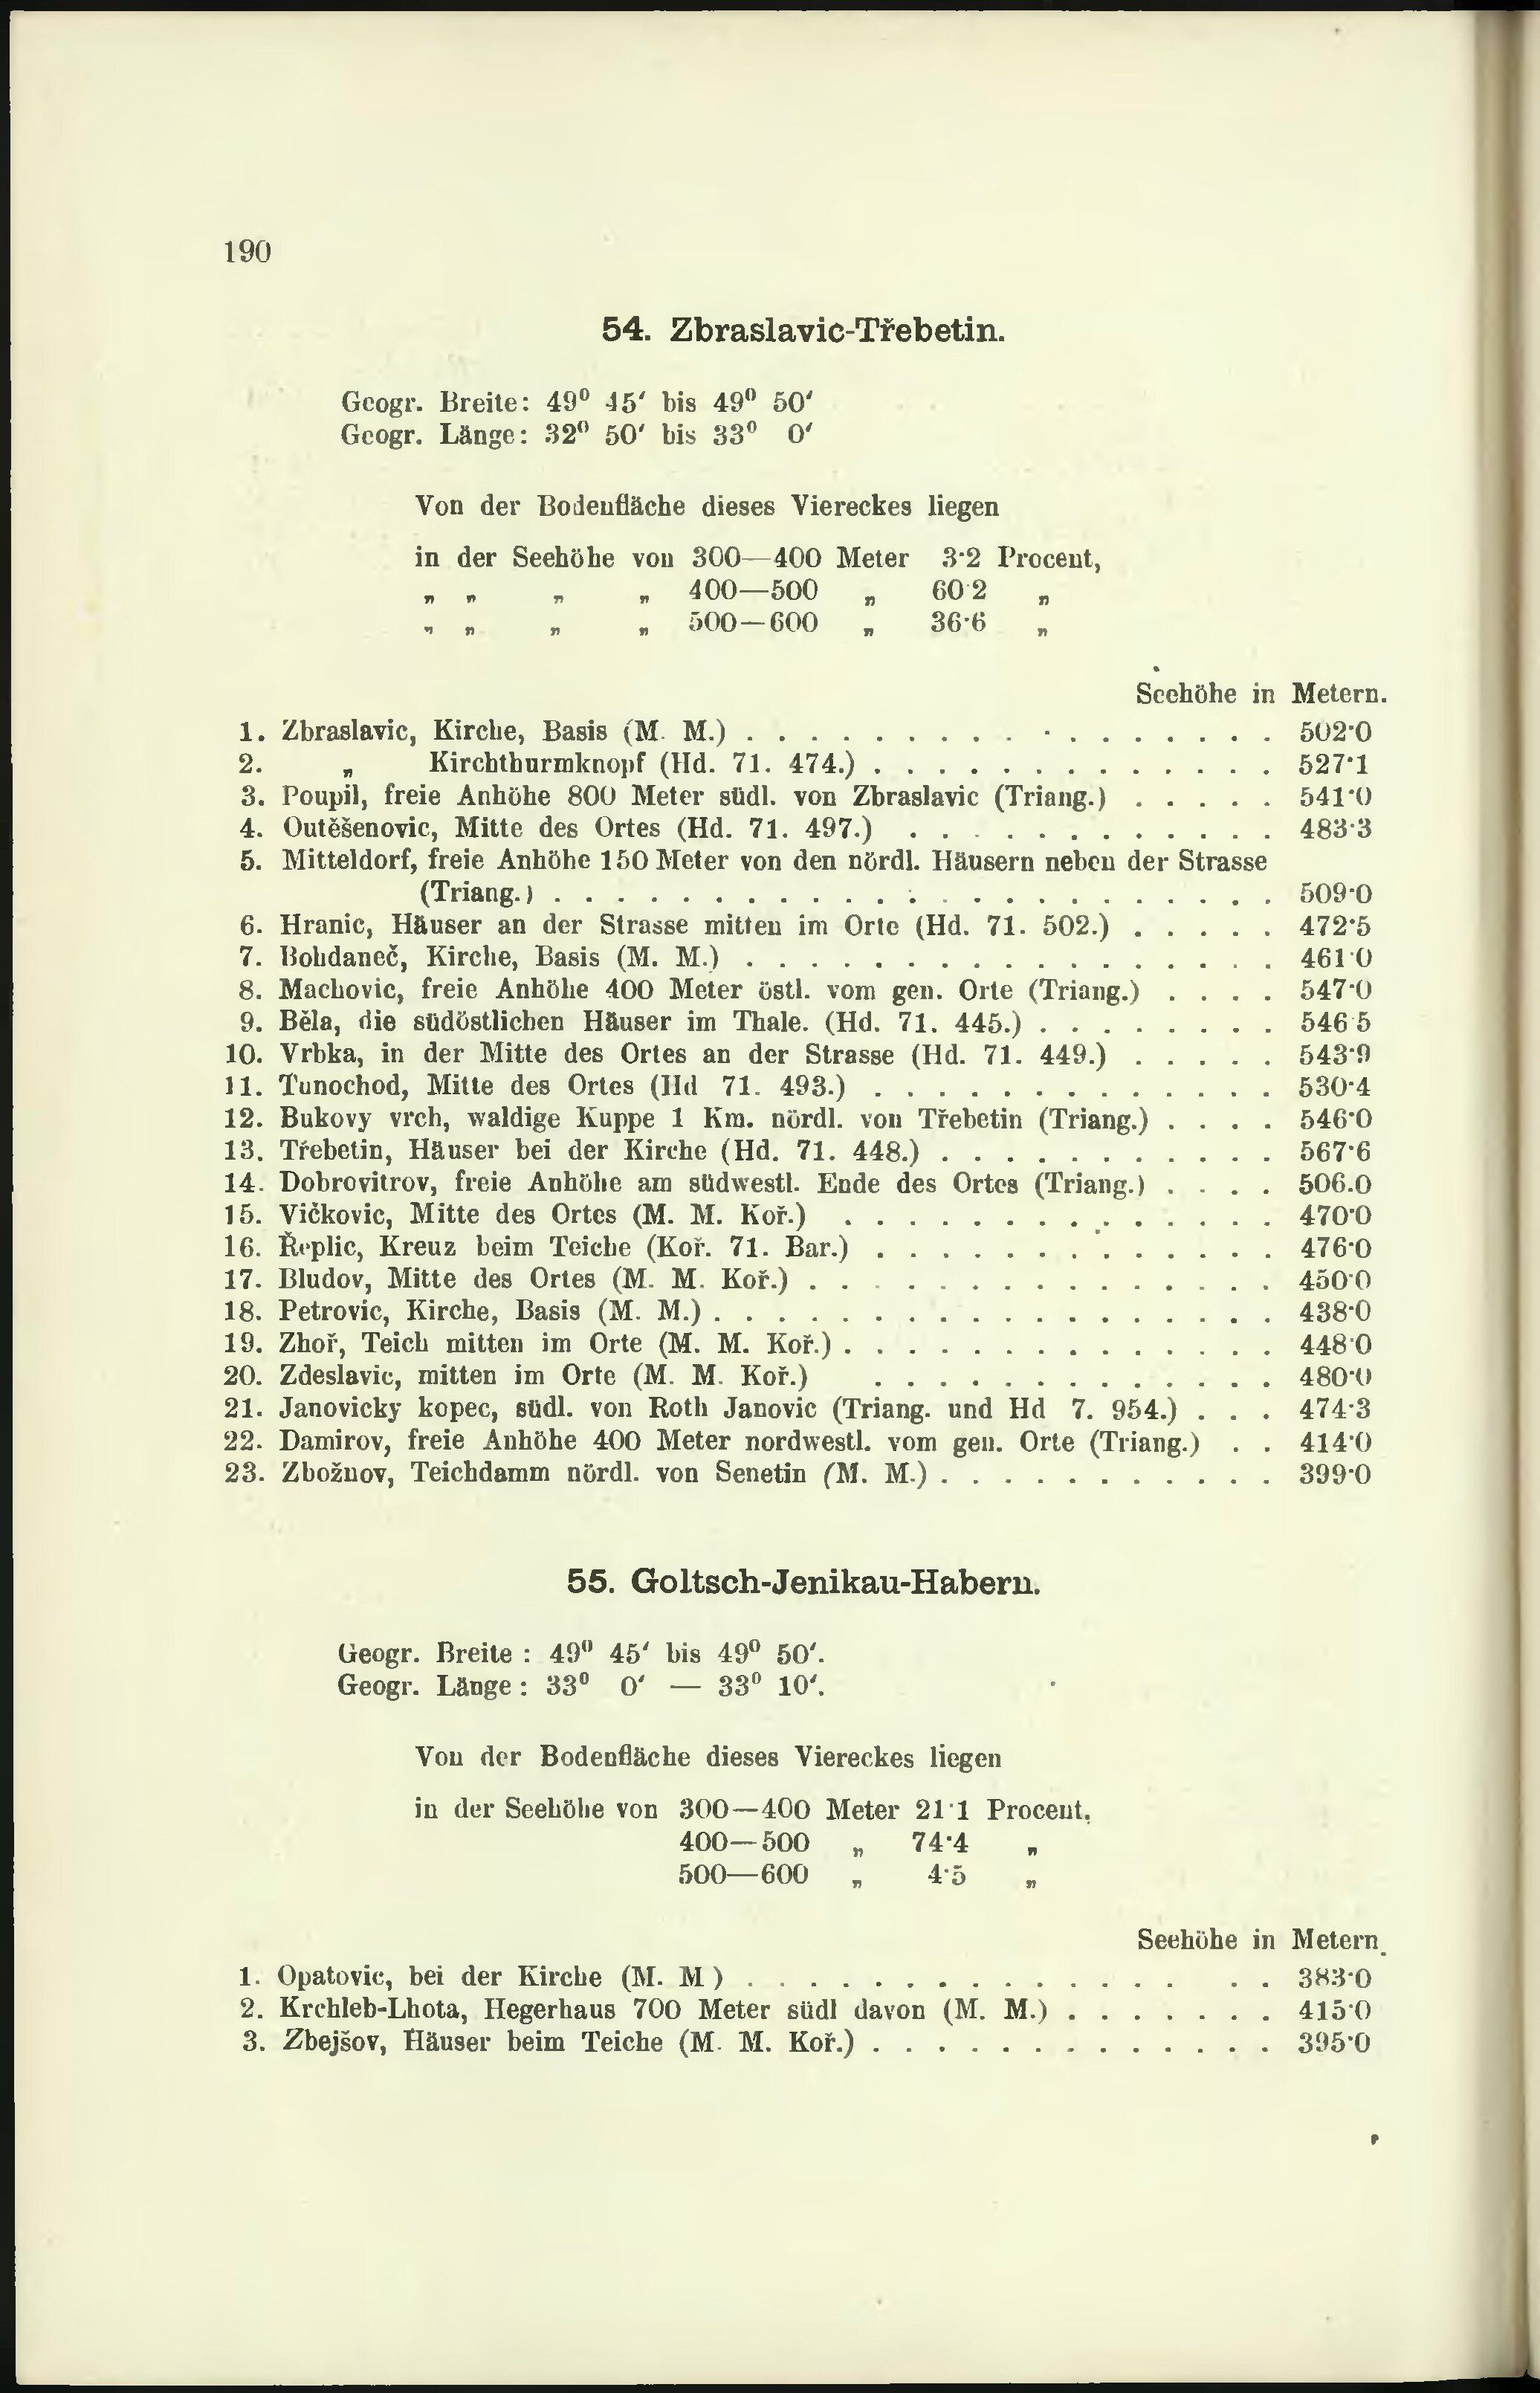 190
54. Zbraslavic-Třebetin.
Geogr. Breite: 49⁰ 45′ bis 49⁰ 50′
Geogr. Länge: 32⁰ 50′ bis 33⁰ 0′
Von der Bodenfläche dieses Viereckes liegen
in der Seehöhe von 300—400 Meter 3·2 Procent,
„ „ „ „ 400—500 „ 60 2 „
„ „ „ „ 500—600 „ 36·6 „
Seehöhe in Metern.
1. Zbraslavic, Kirche, Basis (M. M.) . . . . . . . . . . . . . . . . . 502·0
2. „ Kirchthurmknopf (Hd. 71. 474.) . . . . . . . . . . . . . 527·1
3. Poupil, freie Anhöhe 800 Meter südl. von Zbraslavic (Triang.) . . . . . 541·0
4. Outěšenovic, Mitte des Ortes (Hd. 71. 497.) . . . . . . . . . . . . 483·3
5. Mitteldorf, freie Anhöhe 150 Meter von den nördl. Häusern neben der Strasse
(Triang.) . . . . . . . . . . . . . . . . . . . . . . . 509·0
6. Hranic, Häuser an der Strasse mitten im Orte (Hd. 71. 502.) . . . . . 472·5
7. Bohdaneč, Kirche, Basis (M. M.) . . . . . . . . . . . . . . . . . 461 0
8. Machovic, freie Anhöhe 400 Meter östl. vom gen. Orte (Triang.) . . . . 547·0
9. Běla, die südöstlichen Häuser im Thale. (Hd. 71. 445.) . . . . . . . . 546 5
10. Vrbka, in der Mitte des Ortes an der Strasse (Hd. 71. 449.) . . . . . 543·9
11. Tunochod, Mitte des Ortes (Hd 71. 493.) . . . . . . . . . . . . . 530·4
12. Bukovy vrch, waldige Kuppe 1 Km. nördl. von Třebetin (Triang.) . . . . 546·0
13. Třebetin, Häuser bei der Kirche (Hd. 71. 448.) . . . . . . . . . . . 567·6
14. Dobrovitrov, freie Anhöhe am südwestl. Ende des Ortes (Triang.) . . . . 506.0
15. Vičkovic, Mitte des Ortes (M. M. Koř.) . . . . . . . . . . . . . . 470·0
16. Řeplic, Kreuz beim Teiche (Koř. 71. Bar.) . . . . . . . . . . . . . 476·0
17. Bludov, Mitte des Ortes (M. M. Koř.) . . . . . . . . . . . . . . . 450·0
18. Petrovic, Kirche, Basis (M. M.) . . . . . . . . . . . . . . . . . . 438·0
19. Zhoř, Teich mitten im Orte (M. M. Koř.) . . . . . . . . . . . . . . 448·0
20. Zdeslavic, mitten im Orte (M. M. Koř.) . . . . . . . . . . . . . 480·0
21. Janovicky kopec, südl. von Roth Janovic (Triang. und Hd 7. 954.) . . . 474·3
22. Damirov, freie Anhöhe 400 Meter nordwestl. vom gen. Orte (Triang.) . . 414·0
23. Zbožnov, Teichdamm nördl. von Senetin (M. M.) . . . . . . . . . . . 399·0
55. Goltsch-Jenikau-Habern.
Geogr. Breite : 49⁰ 45′ bis 49⁰ 50′.
Geogr. Länge : 33⁰ 0′ — 33⁰ 10′.
Von der Bodenfläche dieses Viereckes liegen
in der Seehöhe von 300—400 Meter 21·1 Procent.
400—500 „ 74·4 „
500—600 „ 4·5 „
Seehöhe in Metern.
1. Opatovic, bei der Kirche (M. M ) . . . . . . . . . . . . . . . . 383·0
2. Krchleb-Lhota, Hegerhaus 700 Meter südl davon (M. M.) . . . . . . . 415·0
3. Zbejšov, Häuser beim Teiche (M. M. Koř.) . . . . . . . . . . . . . 395·0